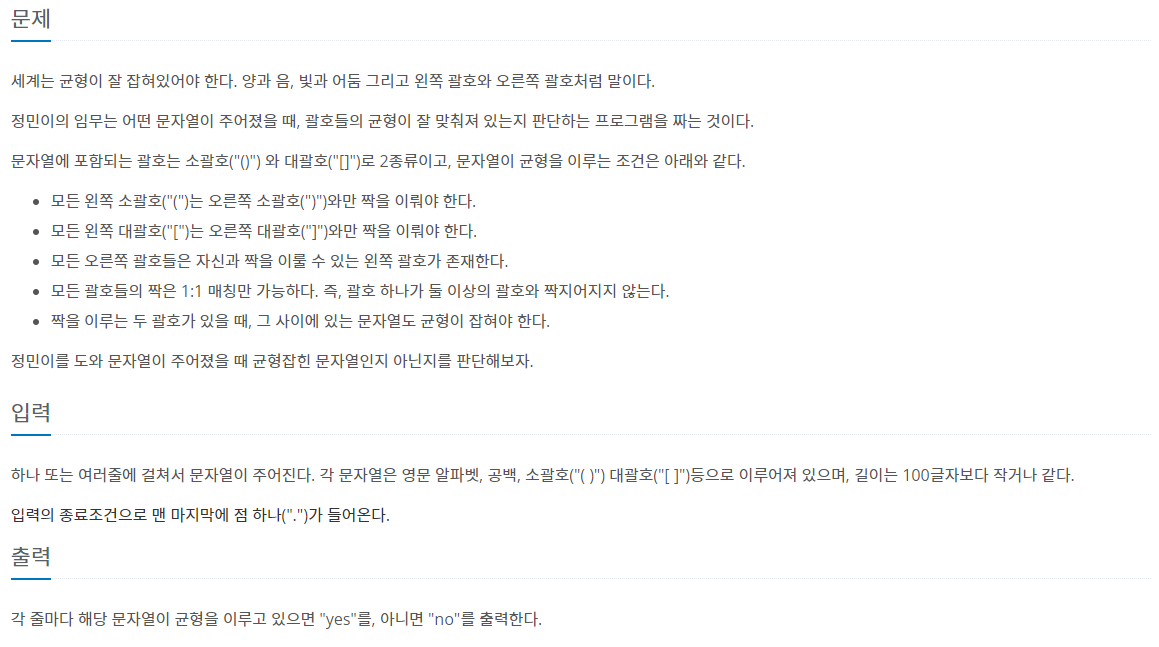 문제
세계는 균형이 잘 잡혀있어야 한다. 양과 음, 빛과 어둠 그리고 왼쪽 괄호와 오른쪽 괄호처럼 말이다.
정민이의 임무는 어떤 문자열이 주어졌을 때, 괄호들의 균형이 잘 맞춰져 있는지 판단하는 프로그램을 짜는 것이다.
문자열에 포함되는 괄호는 소괄호("()") 와 대괄호("[]")로 2종류이고, 문자열이 균형을 이루는 조건은 아래와 같다.
• 모든 왼쪽 소괄호("(")는 오른쪽 소괄호(")")와만 짝을 이뤄야 한다.
• 모든 왼쪽 대괄호("[")는 오른쪽 대괄호("]")와만 짝을 이뤄야 한다.
• 모든 오른쪽 괄호들은 자신과 짝을 이룰 수 있는 왼쪽 괄호가 존재한다.
• 모든 괄호들의 짝은 1:1 매칭만 가능하다. 즉, 괄호 하나가 둘 이상의 괄호와 짝지어지지 않는다.
• 짝을 이루는 두 괄호가 있을 때, 그 사이에 있는 문자열도 균형이 잡혀야 한다.
정민이를 도와 문자열이 주어졌을 때 균형잡힌 문자열인지 아닌지를 판단해보자.
입력
하나 또는 여러줄에 걸쳐서 문자열이 주어진다. 각 문자열은 영문 알파벳, 공백, 소괄호("( )") 대괄호("[ ]")등으로 이루어져 있으며, 길이는 100글자보다 작거나 같다.
입력의 종료조건으로 맨 마지막에 점 하나(".")가 들어온다.
출력
각 줄마다 해당 문자열이 균형을 이루고 있으면 "yes"를, 아니면 "no"를 출력한다.